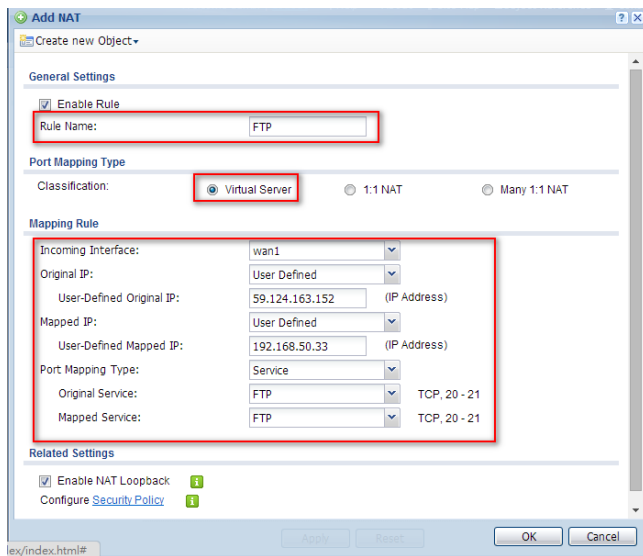 Add NAT
Create new Object
General Settings
Enable Rule
Rule Name: FTP
Port Mapping Type
Classification: Virtual Server 1:1 NAT Many 1:1 NAT
Mapping Rule
Incoming Interface: wan1
Original IP: User Defined
User-Defined Original IP: 59.124.163.152 (IP Address)
Mapped IP: User Defined
User-Defined Mapped IP: 192.168.50.33 (IP Address)
Port Mapping Type: Service
Original Service: FTP TCP, 20 - 21
Mapped Service: FTP TCP, 20 - 21
Related Settings
Enable NAT Loopback
Configure Security Policy
Apply Reset OK Cancel
lex/index.html#